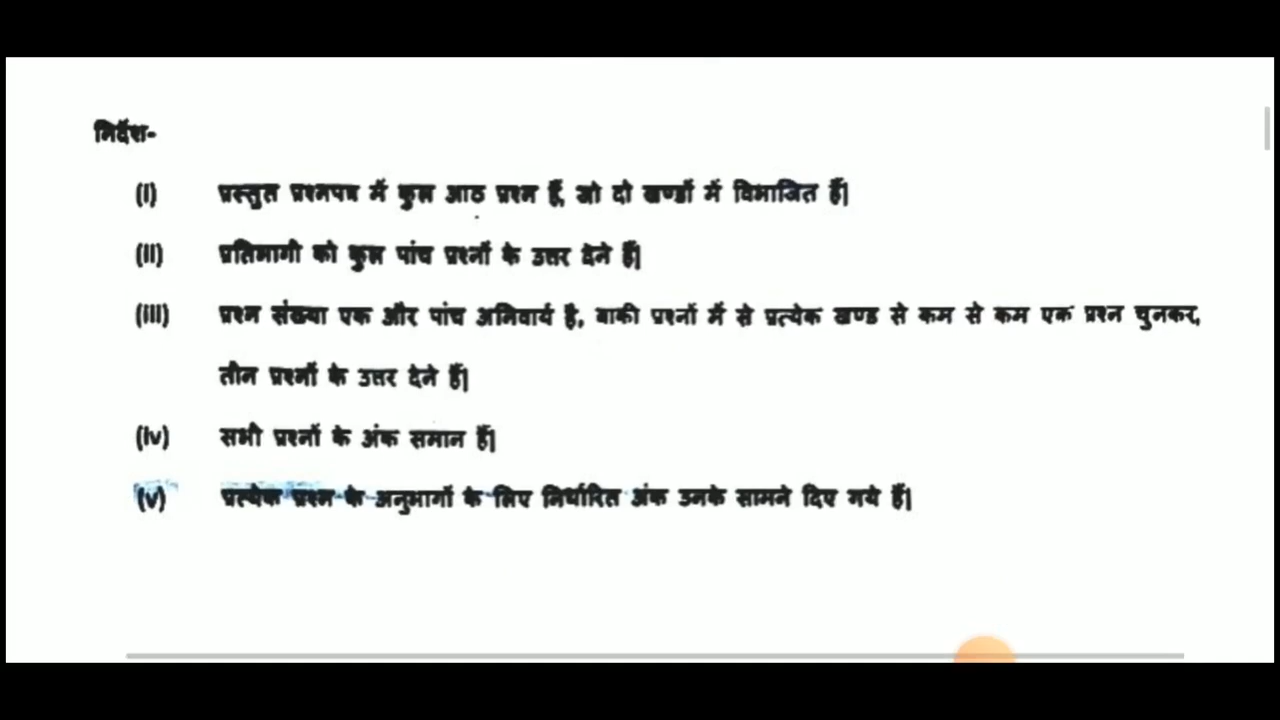 निर्देश-
(i) प्रस्तुत प्रश्नपत्र में कुल आठ प्रश्न हैं, जो दो खण्डों में विभाजित हैं|
(ii) प्रतिभागी को कुल पांच प्रश्नों के उत्तर देने हैं|
(iii) प्रश्न संख्या एक और पांच अनिवार्य है, बाकी प्रश्नों में से प्रत्येक खण्ड से कम से कम एक प्रश्न चुनकर,
तीन प्रश्नों के उत्तर देने हैं|
(iv) सभी प्रश्नों के अंक समान हैं|
(v) प्रत्येक प्रश्न के अनुभागों के लिए निर्धारित अंक उनके सामने दिए गये हैं|